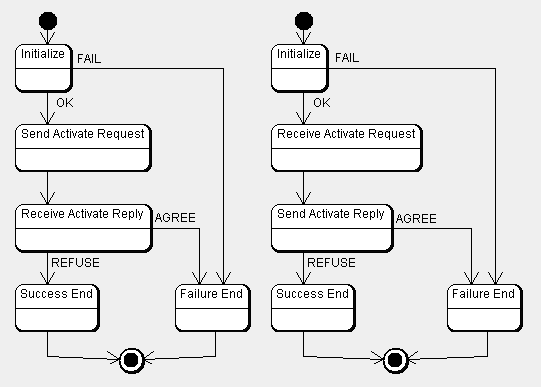 Initialize
FAIL
OK
Send Activate Request
Receive Activate Reply
AGREE
REFUSE
Success End
Failure End
Initialize
FAIL
OK
Receive Activate Request
Send Activate Reply
AGREE
REFUSE
Success End
Failure End